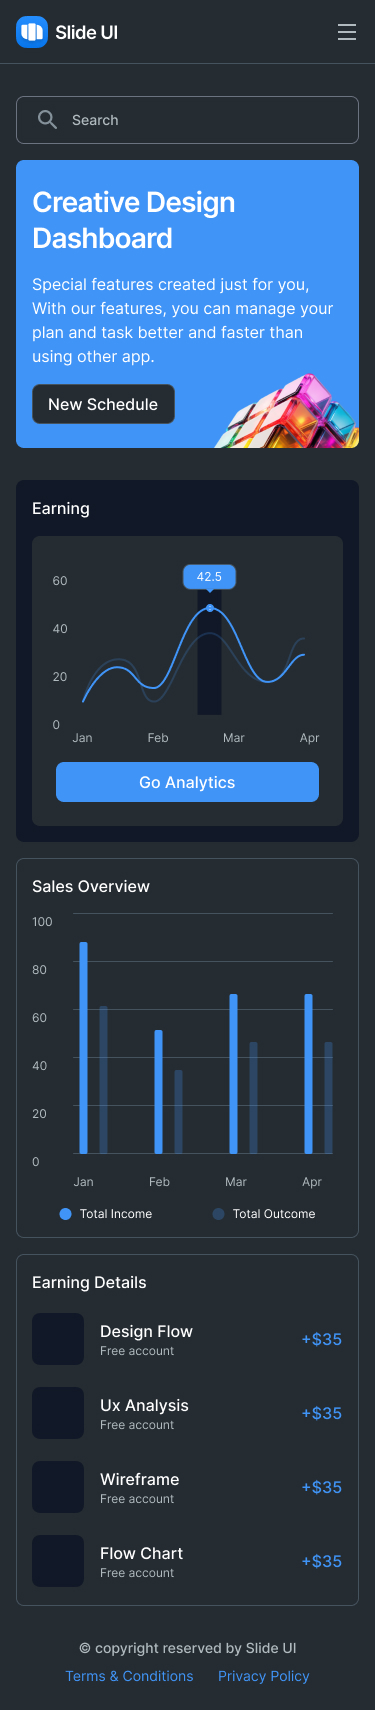 Slide UI
Search
Creative Design
Dashboard
Special features created just for you,
With our features, you can manage your
plan and task better and faster than
using other app.
New Schedule
Earning
42.5
60
40
20
0
Jan Feb Mar Apr
Go Analytics
Sales Overview
100
80
60
40
20
0
Jan Feb Mar Apr
Total Income Total Outcome
Earning Details
Design Flow
Free account
+$35
Ux Analysis
Free account
+$35
Wireframe
Free account
+$35
Flow Chart
Free account
+$35
© copyright reserved by Slide UI
Terms & Conditions Privacy Policy